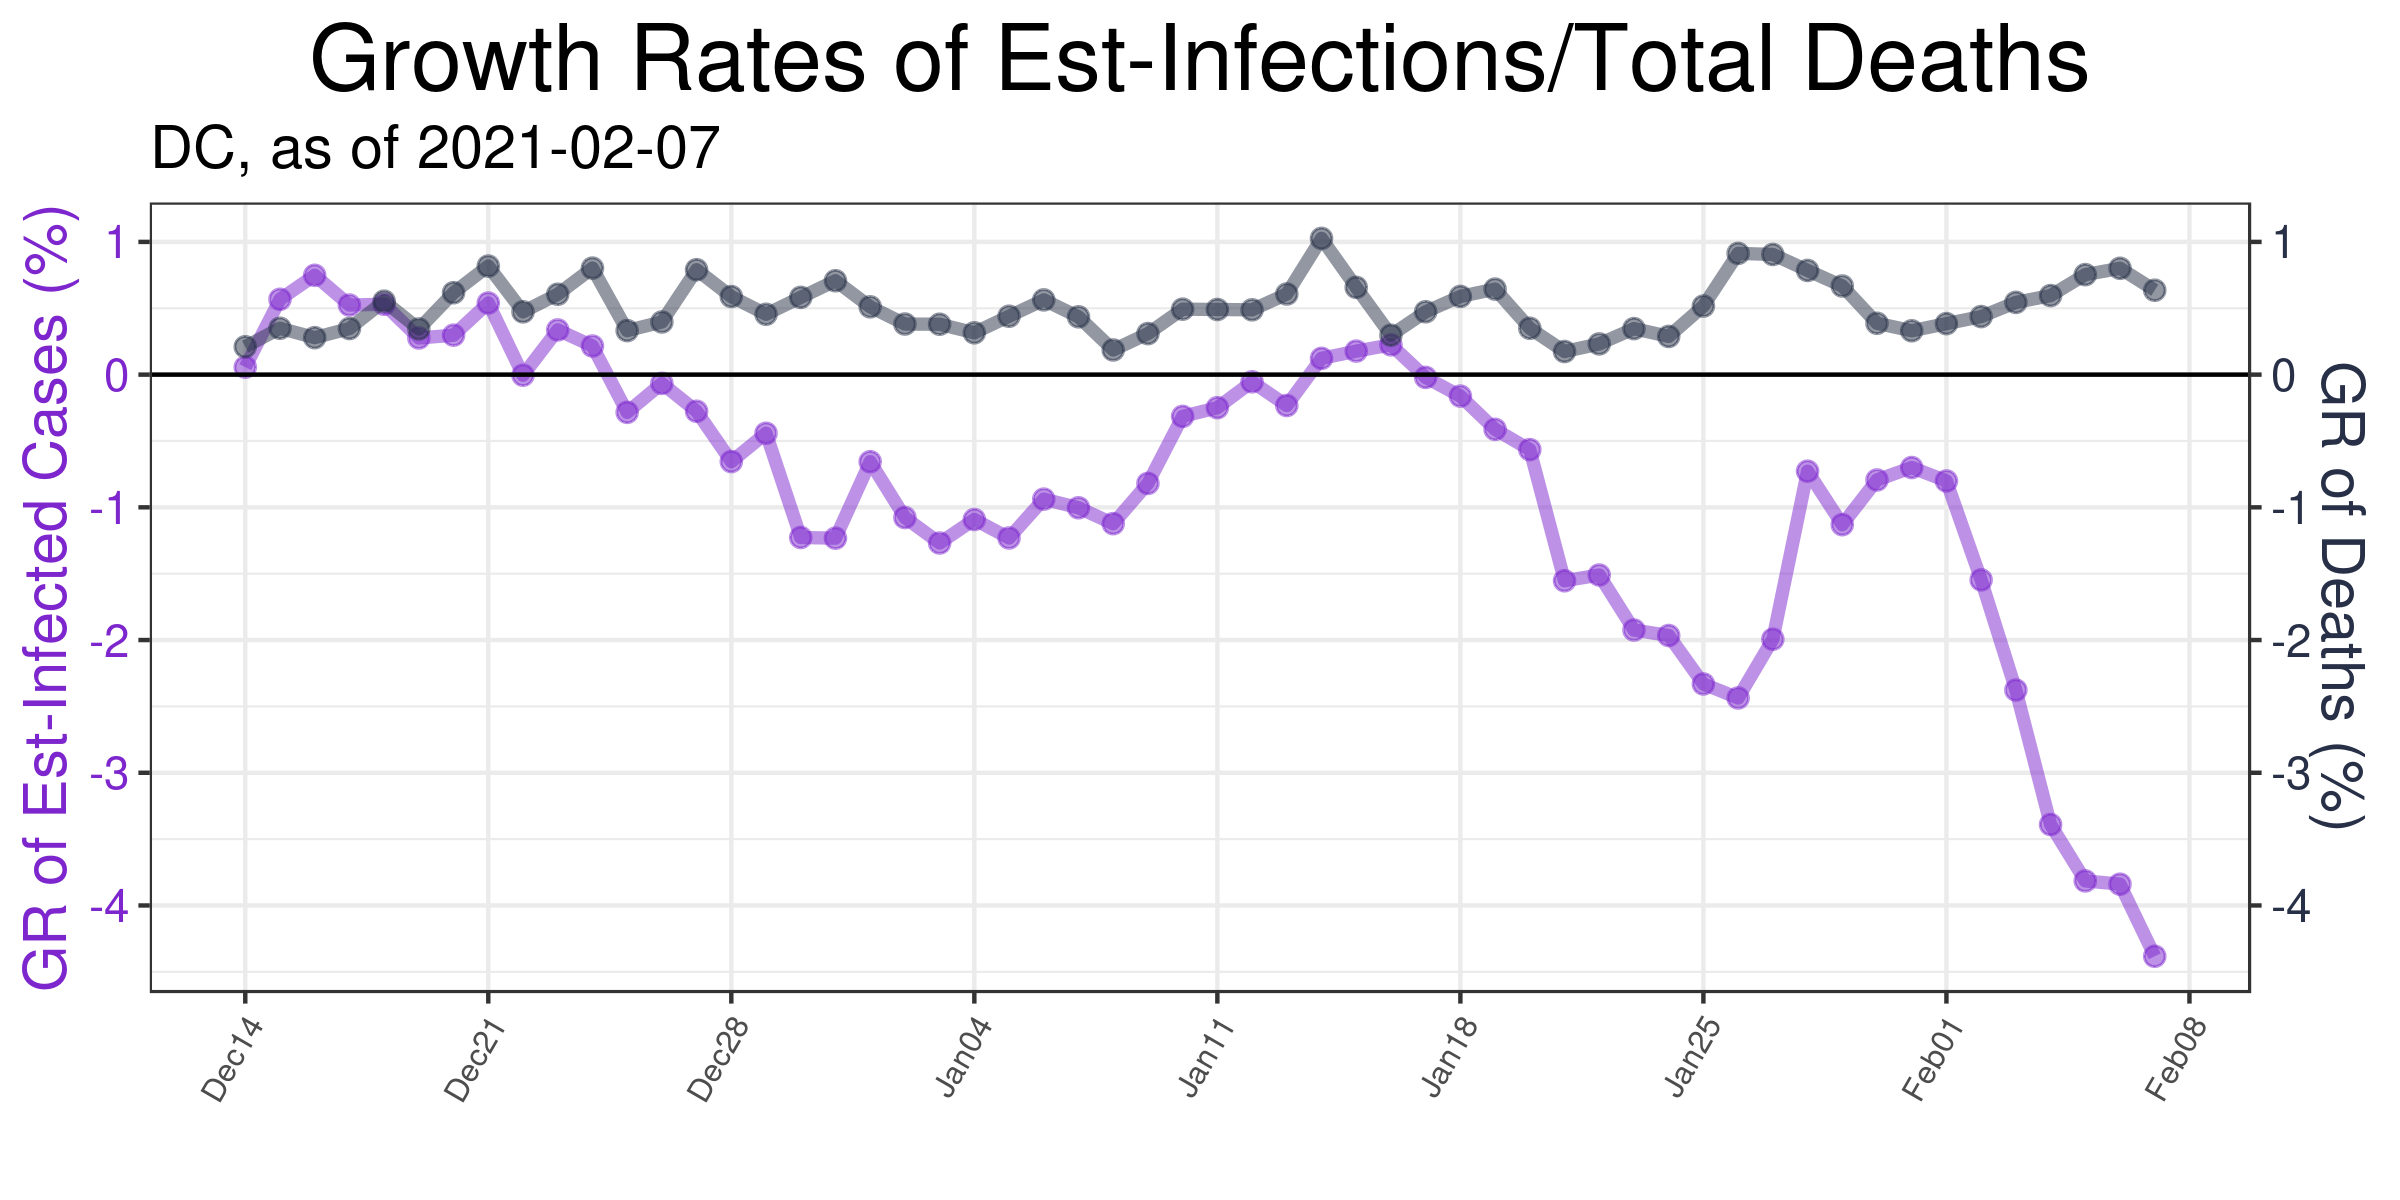 Growth Rates of Est-Infections/Total Deaths
DC, as of 2021-02-07
GR of Est-Infected Cases (%)
1
0
-1
-2
-3
-4
1
0
-1
-2
-3
-4
GR of Deaths (%)
Dec14
Dec21
Dec28
Jan04
Jan11
Jan18
Jan25
Feb01
Feb08